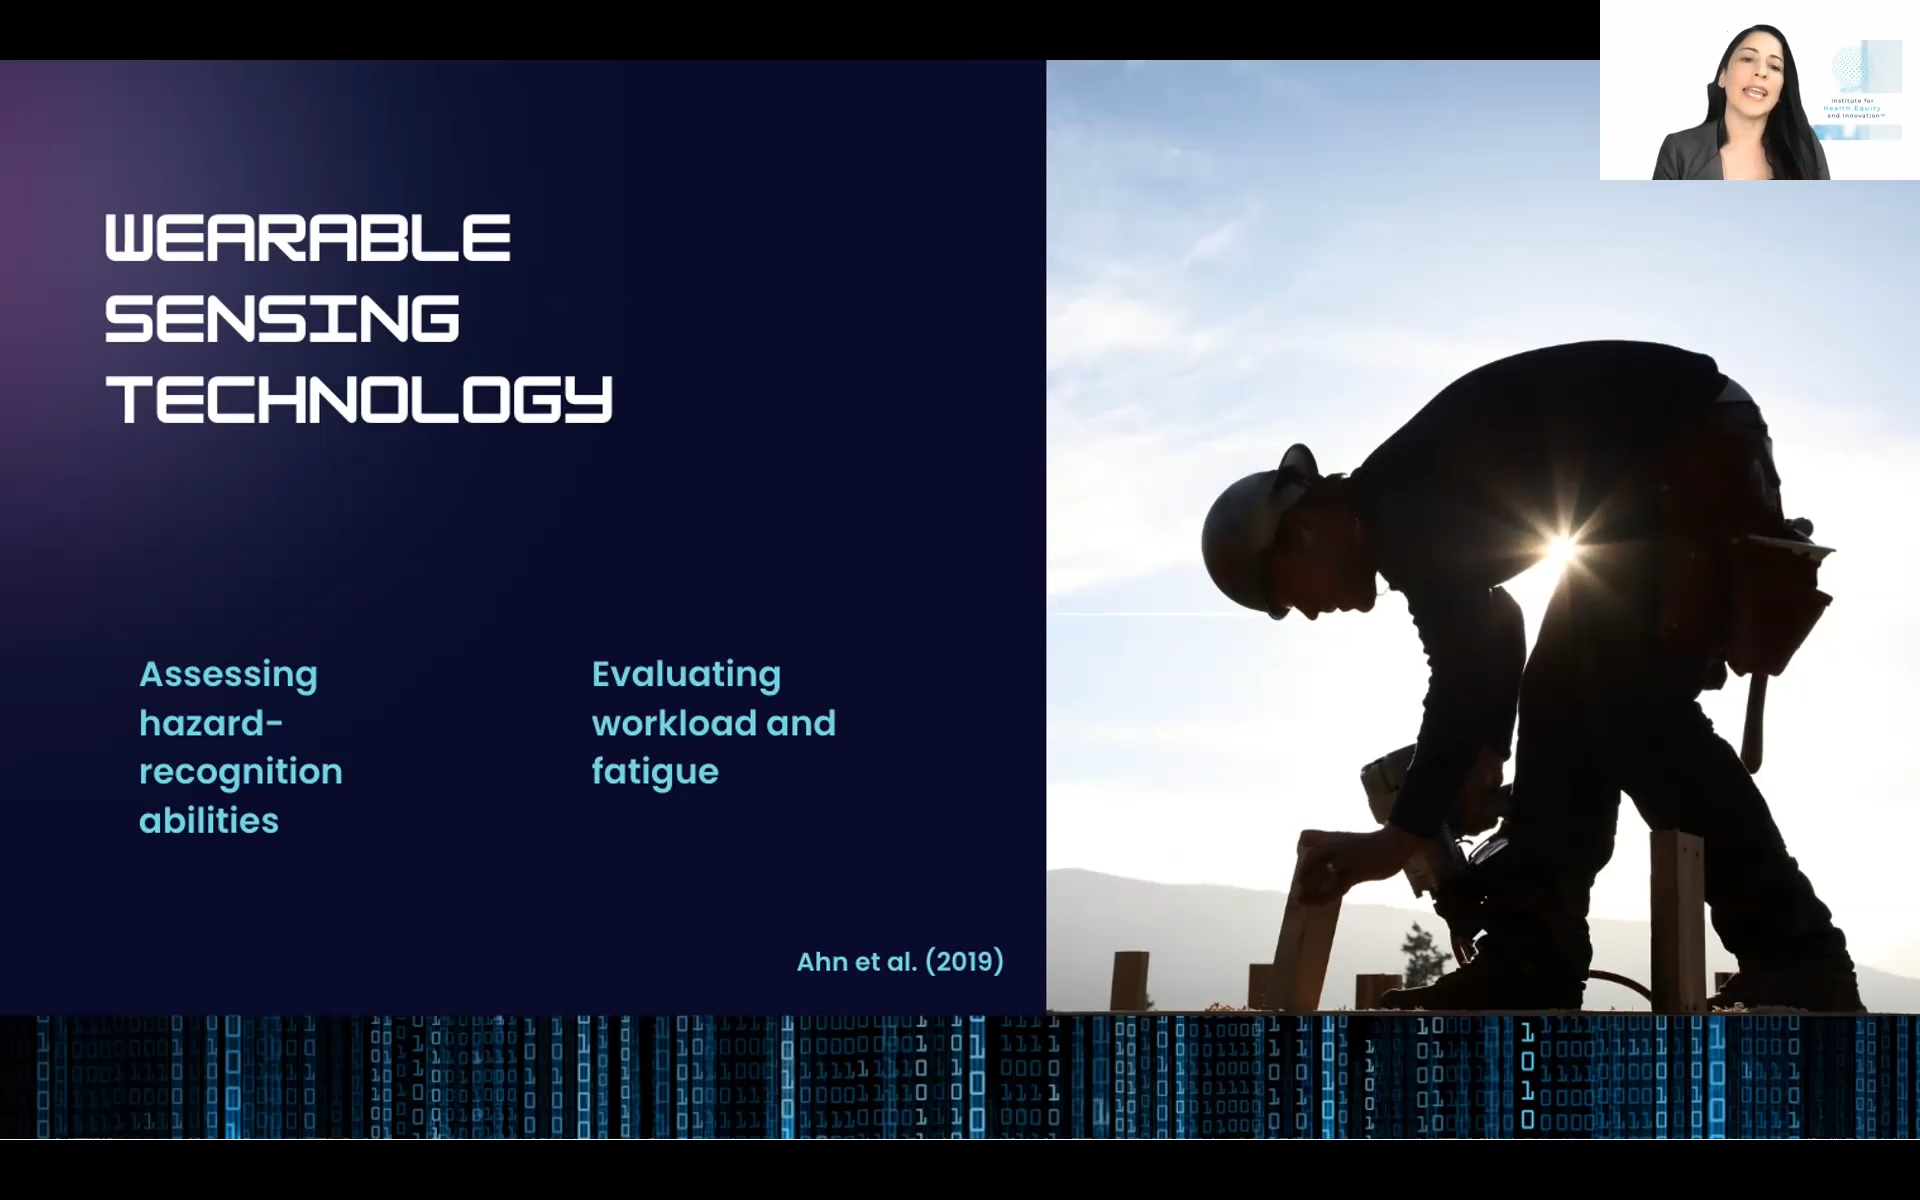 Institute for
Health Equity
and Innovation™
WEARABLE
SENSING
TECHNOLOGY
Assessing
hazard-
recognition
abilities
Evaluating
workload and
fatigue
Ahn et al. (2019)